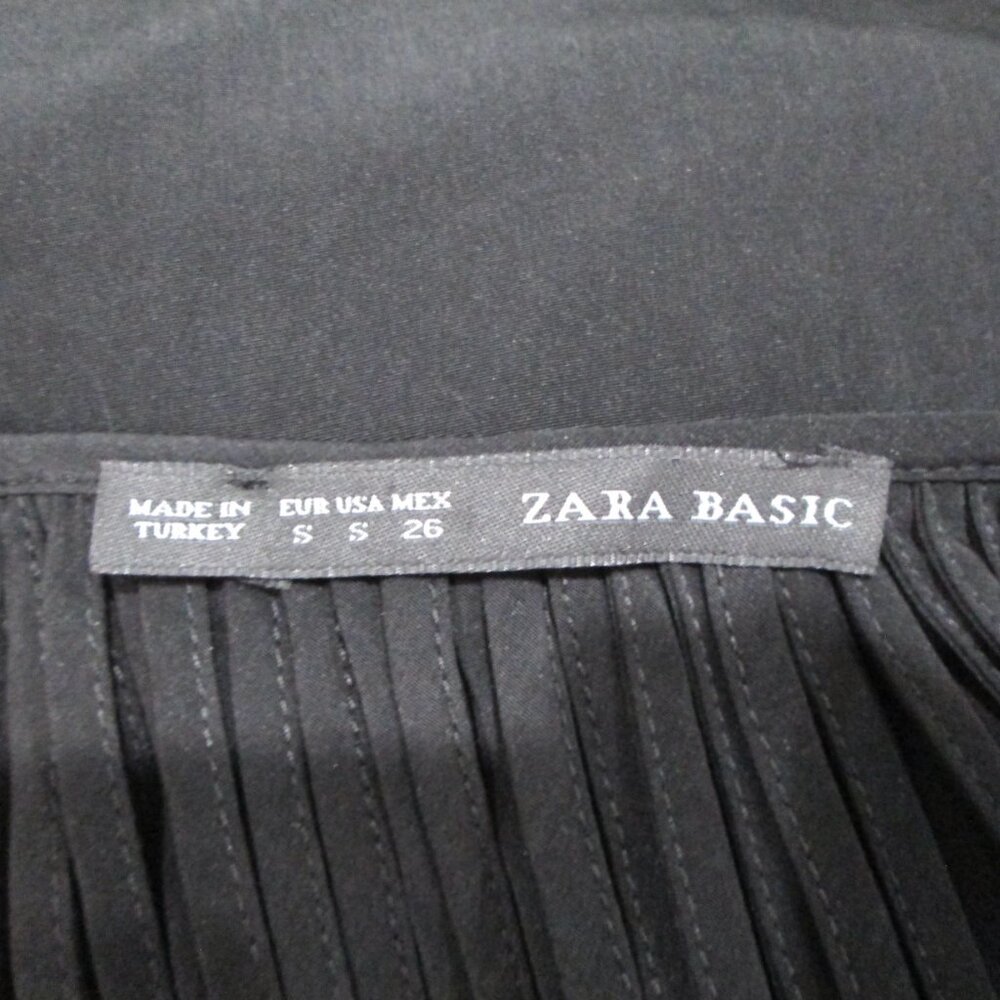 MADE IN
TURKEY
EUR USA MEX
S S 26
ZARA BASIC